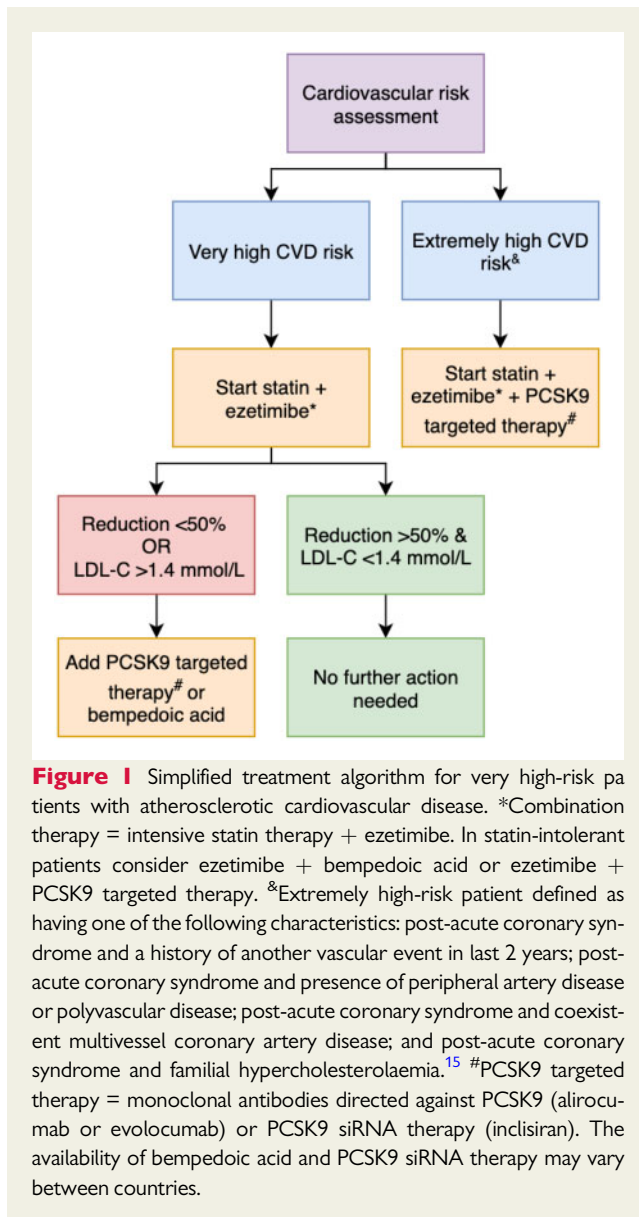 Cardiovascular risk
assessment
Very high CVD risk
Extremely high CVD
risk&
Start statin +
ezetimibe*
Start statin +
ezetimibe* + PCSK9
targeted therapy#
Reduction <50%
OR
LDL-C >1.4 mmol/L
Reduction >50% &
LDL-C <1.4 mmol/L
Add PCSK9 targeted
therapy# or
bempedoic acid
No further action
needed
Figure 1 Simplified treatment algorithm for very high-risk pa
tients with atherosclerotic cardiovascular disease. *Combination
therapy = intensive statin therapy + ezetimibe. In statin-intolerant
patients consider ezetimibe + bempedoic acid or ezetimibe +
PCSK9 targeted therapy. &Extremely high-risk patient defined as
having one of the following characteristics: post-acute coronary syn-
drome and a history of another vascular event in last 2 years; post-
acute coronary syndrome and presence of peripheral artery disease
or polyvascular disease; post-acute coronary syndrome and coexist-
ent multivessel coronary artery disease; and post-acute coronary
syndrome and familial hypercholesterolaemia.15 #PCSK9 targeted
therapy = monoclonal antibodies directed against PCSK9 (alirocu-
mab or evolocumab) or PCSK9 siRNA therapy (inclisiran). The
availability of bempedoic acid and PCSK9 siRNA therapy may vary
between countries.